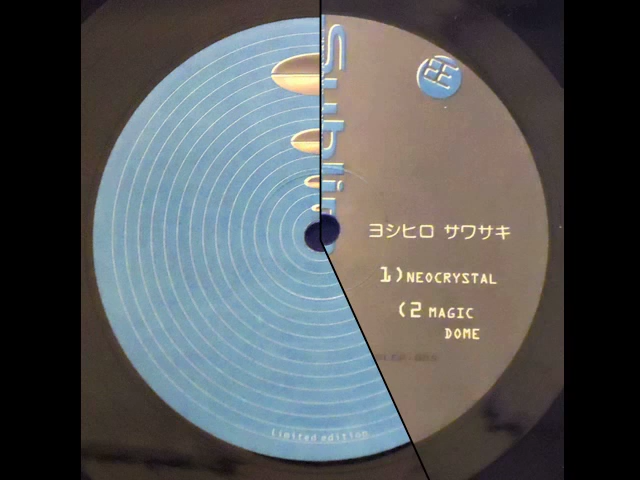 ヨシヒロ サワサキ
1) NEOCRYSTAL
(2 MAGIC
DOME
Limited edition